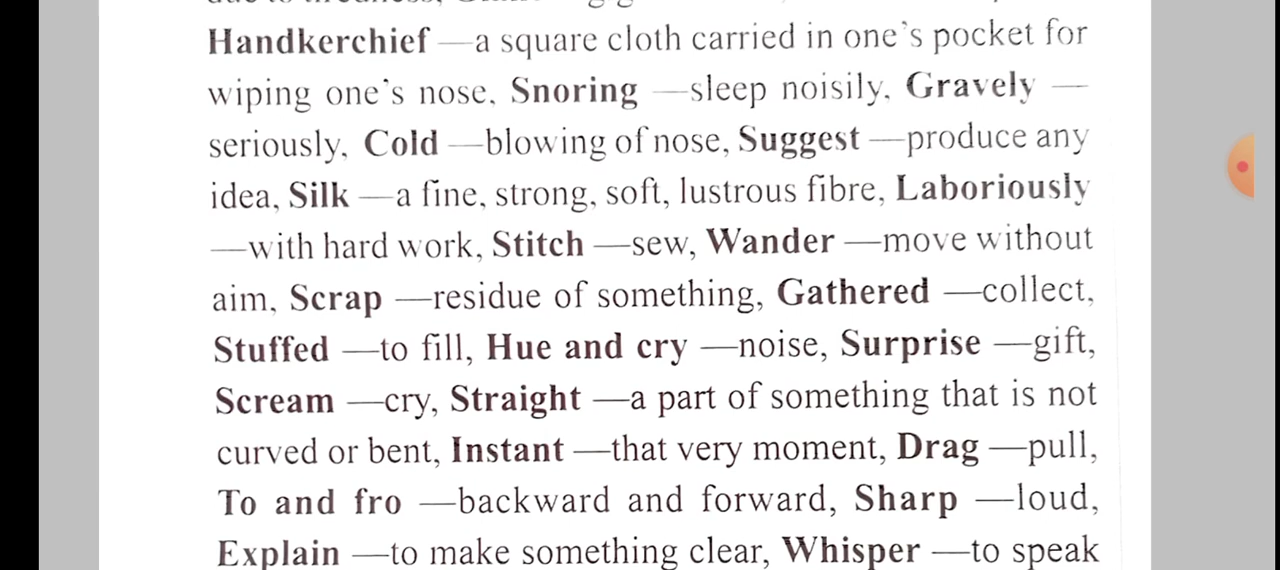 Handkerchief —a square cloth carried in one's pocket for
wiping one's nose, Snoring —sleep noisily, Gravely —
seriously, Cold —blowing of nose, Suggest —produce any
idea, Silk —a fine, strong, soft, lustrous fibre, Laboriously
—with hard work, Stitch —sew, Wander —move without
aim, Scrap —residue of something, Gathered —collect,
Stuffed —to fill, Hue and cry —noise, Surprise —gift,
Scream —cry, Straight —a part of something that is not
curved or bent, Instant —that very moment, Drag —pull,
To and fro —backward and forward, Sharp —loud,
Explain —to make something clear, Whisper —to speak